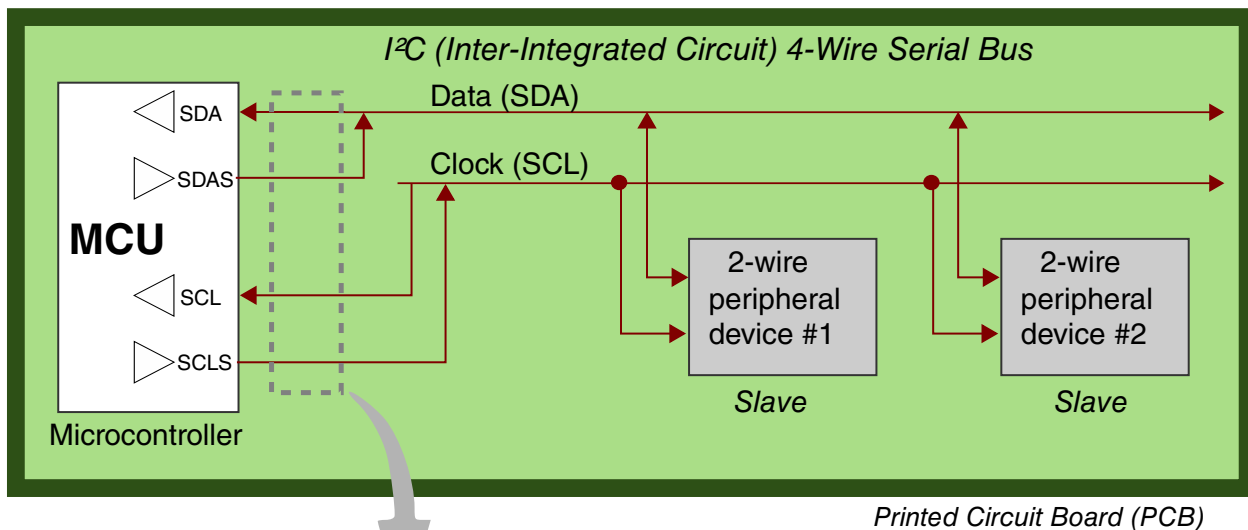 I²C (Inter-Integrated Circuit) 4-Wire Serial Bus
SDA
Data (SDA)
SDAS
Clock (SCL)
MCU
SCL
SCLS
Microcontroller
2-wire
peripheral
device #1
Slave
2-wire
peripheral
device #2
Slave
Printed Circuit Board (PCB)